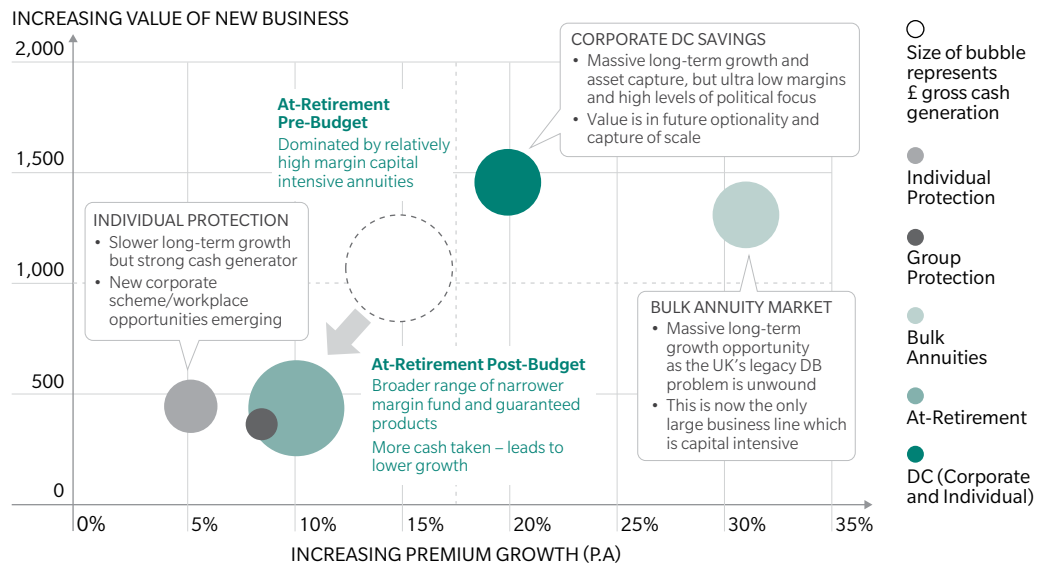 INCREASING VALUE OF NEW BUSINESS
2,000
1,500
1,000
500
0
0%
5%
10%
15%
20%
25%
30%
35%
INCREASING PREMIUM GROWTH (P.A)
At-Retirement
Pre-Budget
Dominated by relatively
high margin capital
intensive annuities
CORPORATE DC SAVINGS
• Massive long-term growth and
asset capture, but ultra low margins
and high levels of political focus
• Value is in future optionality and
capture of scale
INDIVIDUAL PROTECTION
• Slower long-term growth
but strong cash generator
• New corporate
scheme/workplace
opportunities emerging
At-Retirement Post-Budget
Broader range of narrower
margin fund and guaranteed
products
More cash taken – leads to
lower growth
BULK ANNUITY MARKET
• Massive long-term
growth opportunity
as the UK's legacy DB
problem is unwound
• This is now the only
large business line which
is capital intensive
Size of bubble
represents
£ gross cash
generation
Individual
Protection
Group
Protection
Bulk
Annuities
At-Retirement
DC (Corporate
and Individual)